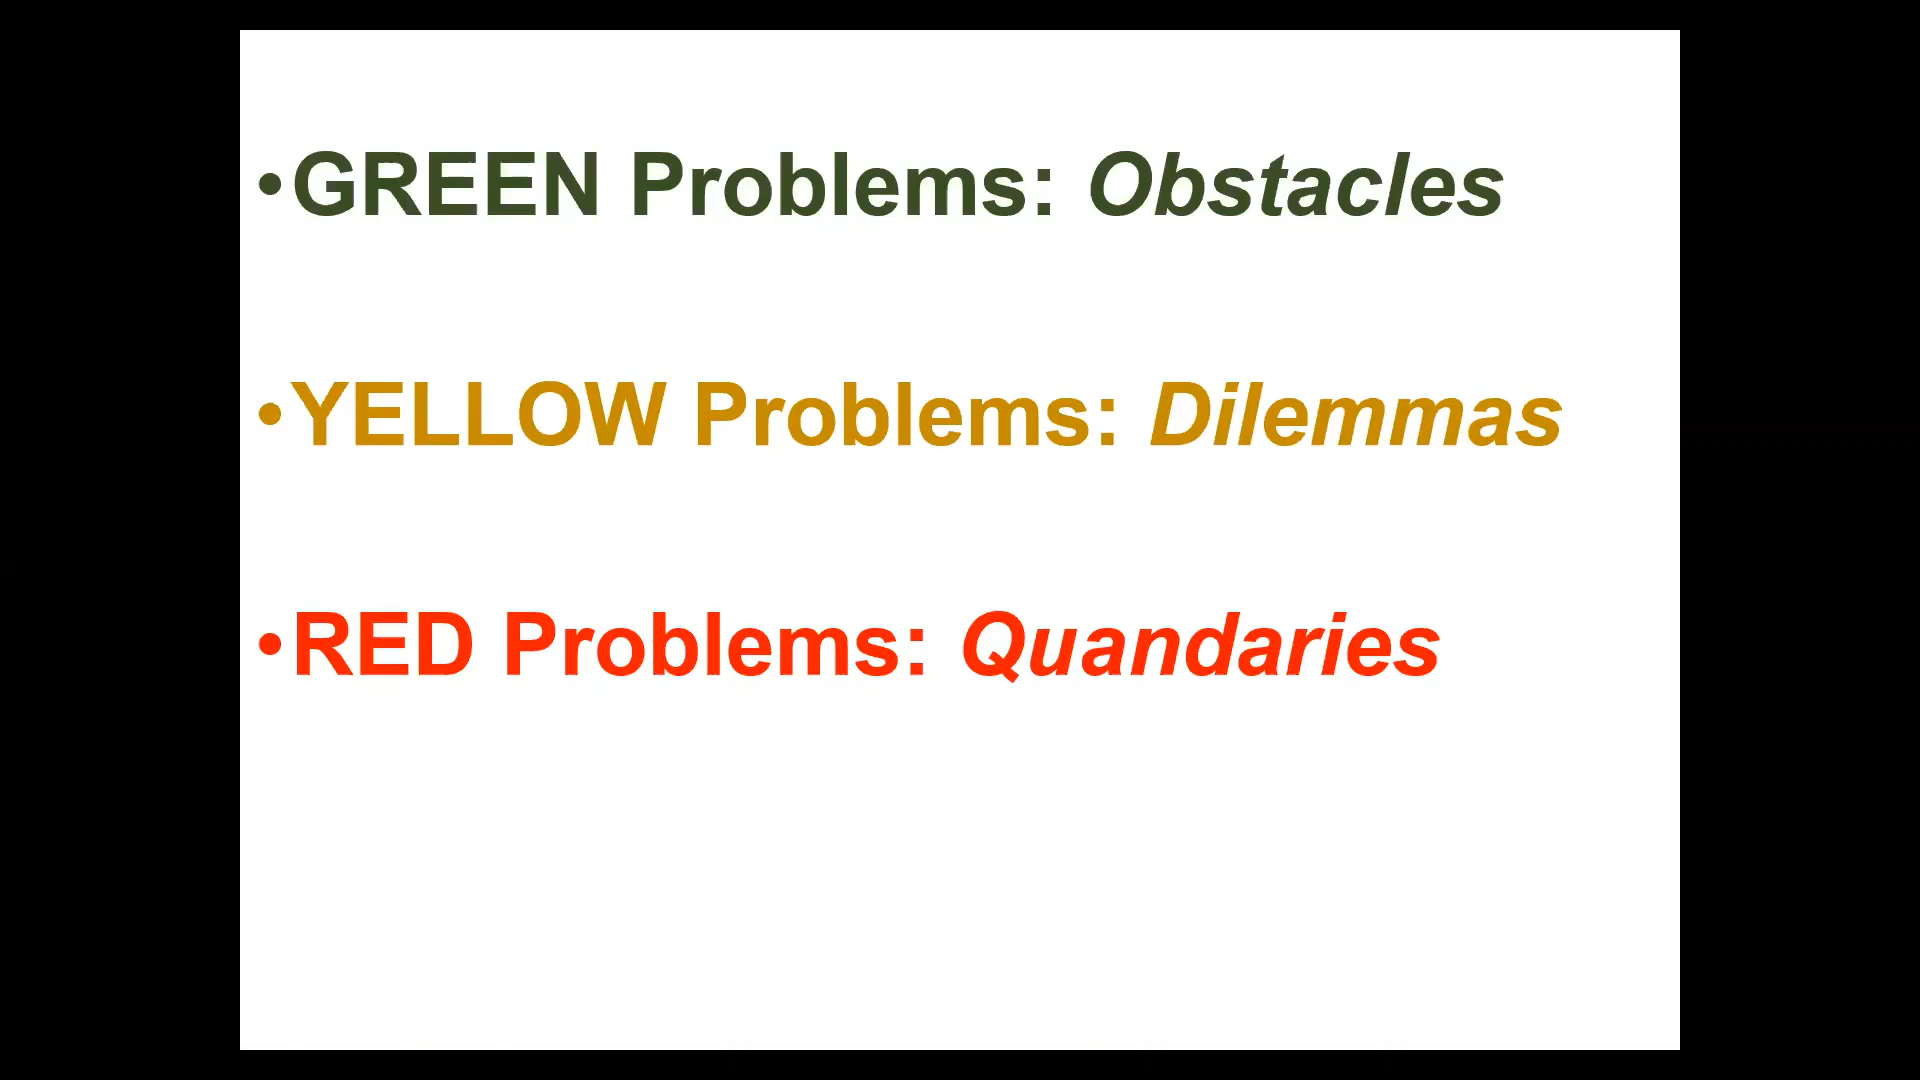 •GREEN Problems: Obstacles
•YELLOW Problems: Dilemmas
•RED Problems: Quandaries